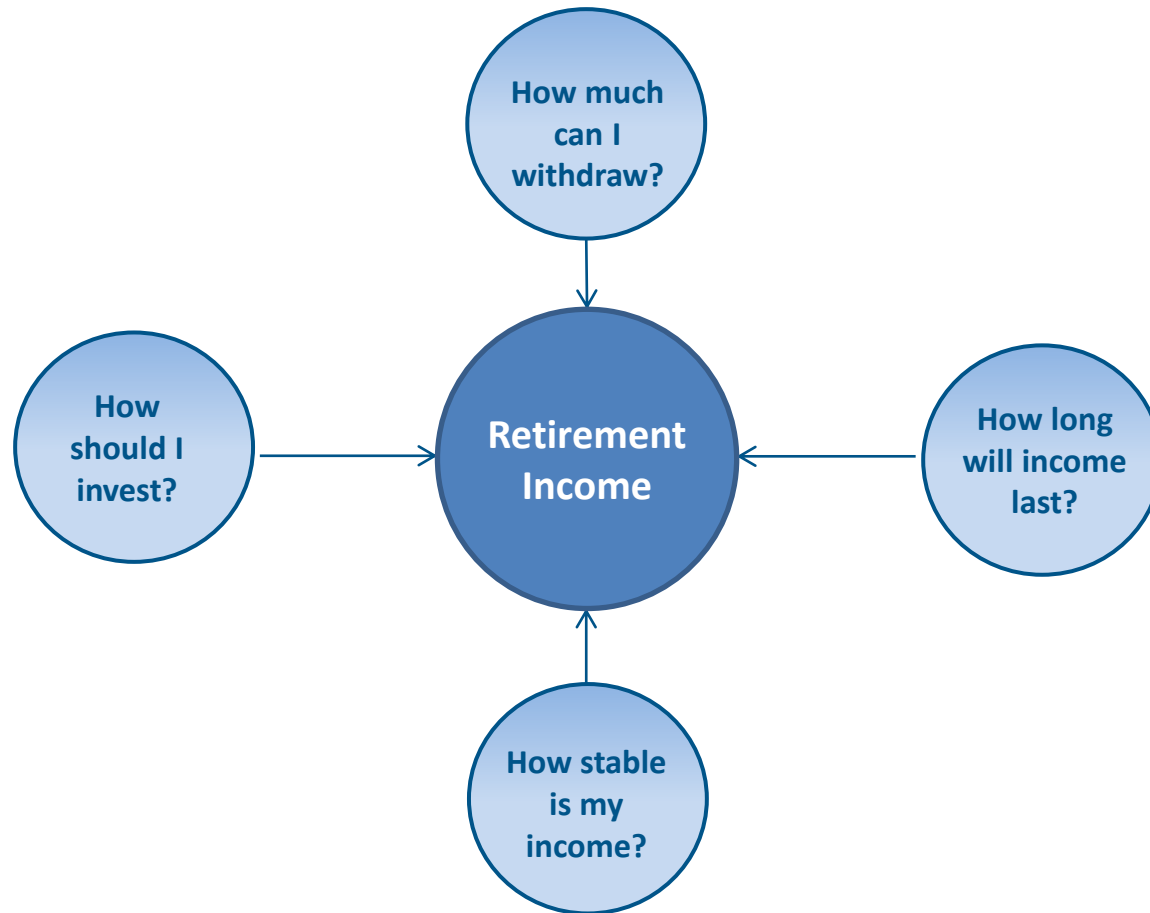 How much
can I
withdraw?
How
should I
invest?
Retirement
Income
How long
will income
last?
How stable
is my
income?